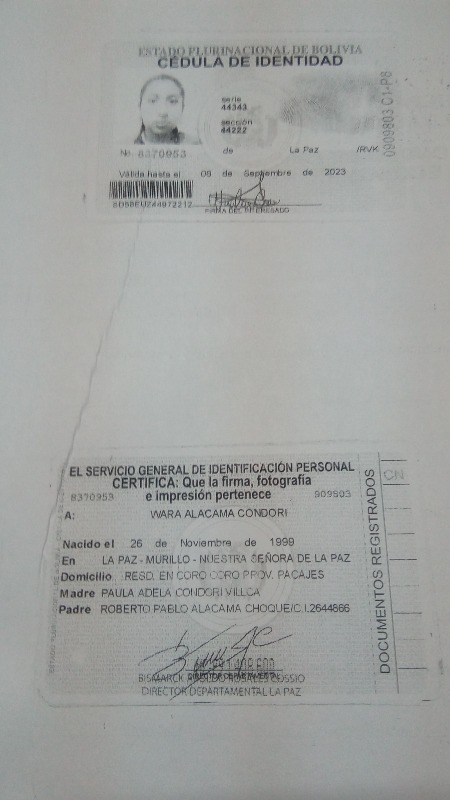 ESTADO PLURINACIONAL DE BOLIVIA
CÉDULA DE IDENTIDAD
serie
44343
sección
44222
No. 8370953 de La Paz /RVK
0909803 C1-P8
Válida hasta el 05 de Septiembre de 2023
FIRMA DEL INTERESADO
EL SERVICIO GENERAL DE IDENTIFICACIÓN PERSONAL
CERTIFICA: Que la firma, fotografía
8370953 e impresión pertenece 909803
A: WARA ALACAMA CONDORI
Nacido el 26 de Noviembre de 1999
En LA PAZ - MURILLO - NUESTRA SEÑORA DE LA PAZ
Domicilio RESD. EN CORO CORO PROV. PACAJES
Madre PAULA ADELA CONDORI VILLCA
Padre ROBERTO PABLO ALACAMA CHOQUE/C.I.2644866
BISMARCK ROSALES COSSIO
DIRECTOR DEPARTAMENTAL LA PAZ
DOCUMENTOS REGISTRADOS
CN